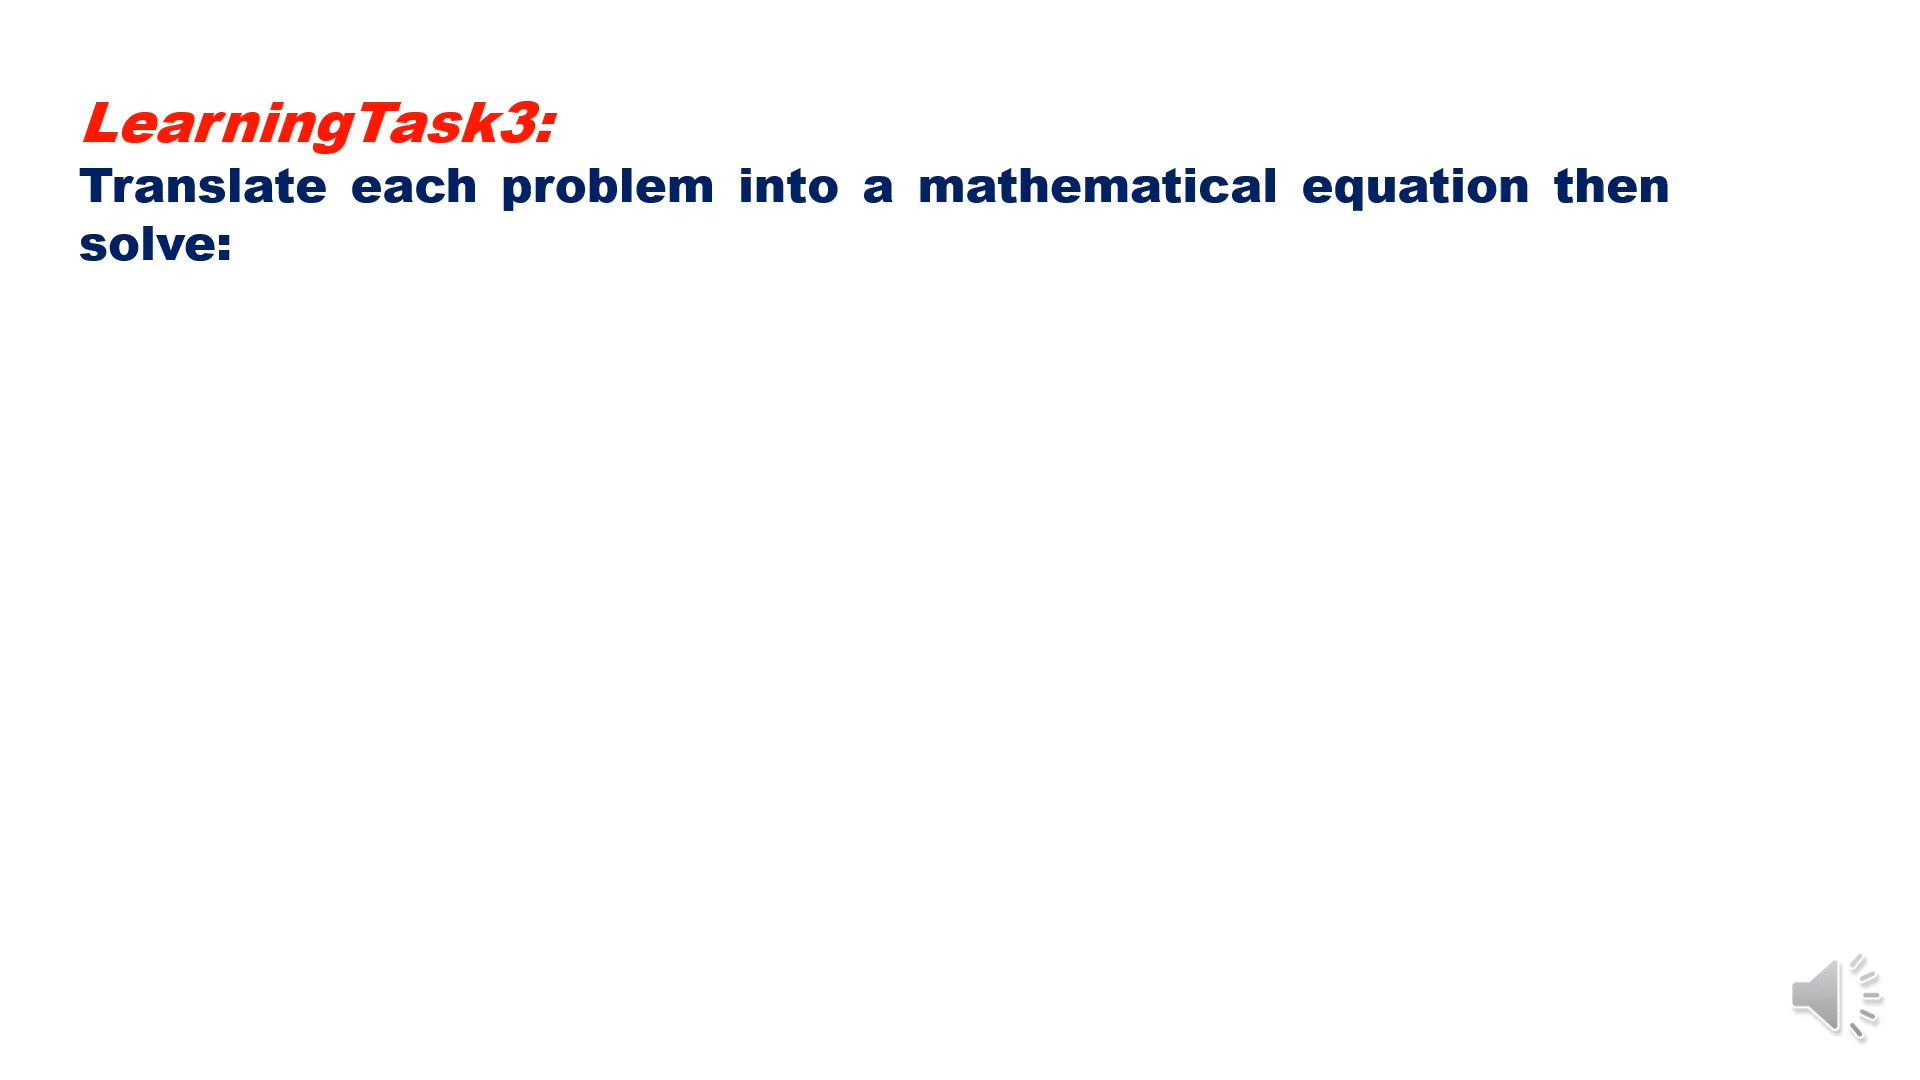 LearningTask3:
Translate each problem into a mathematical equation then
solve: